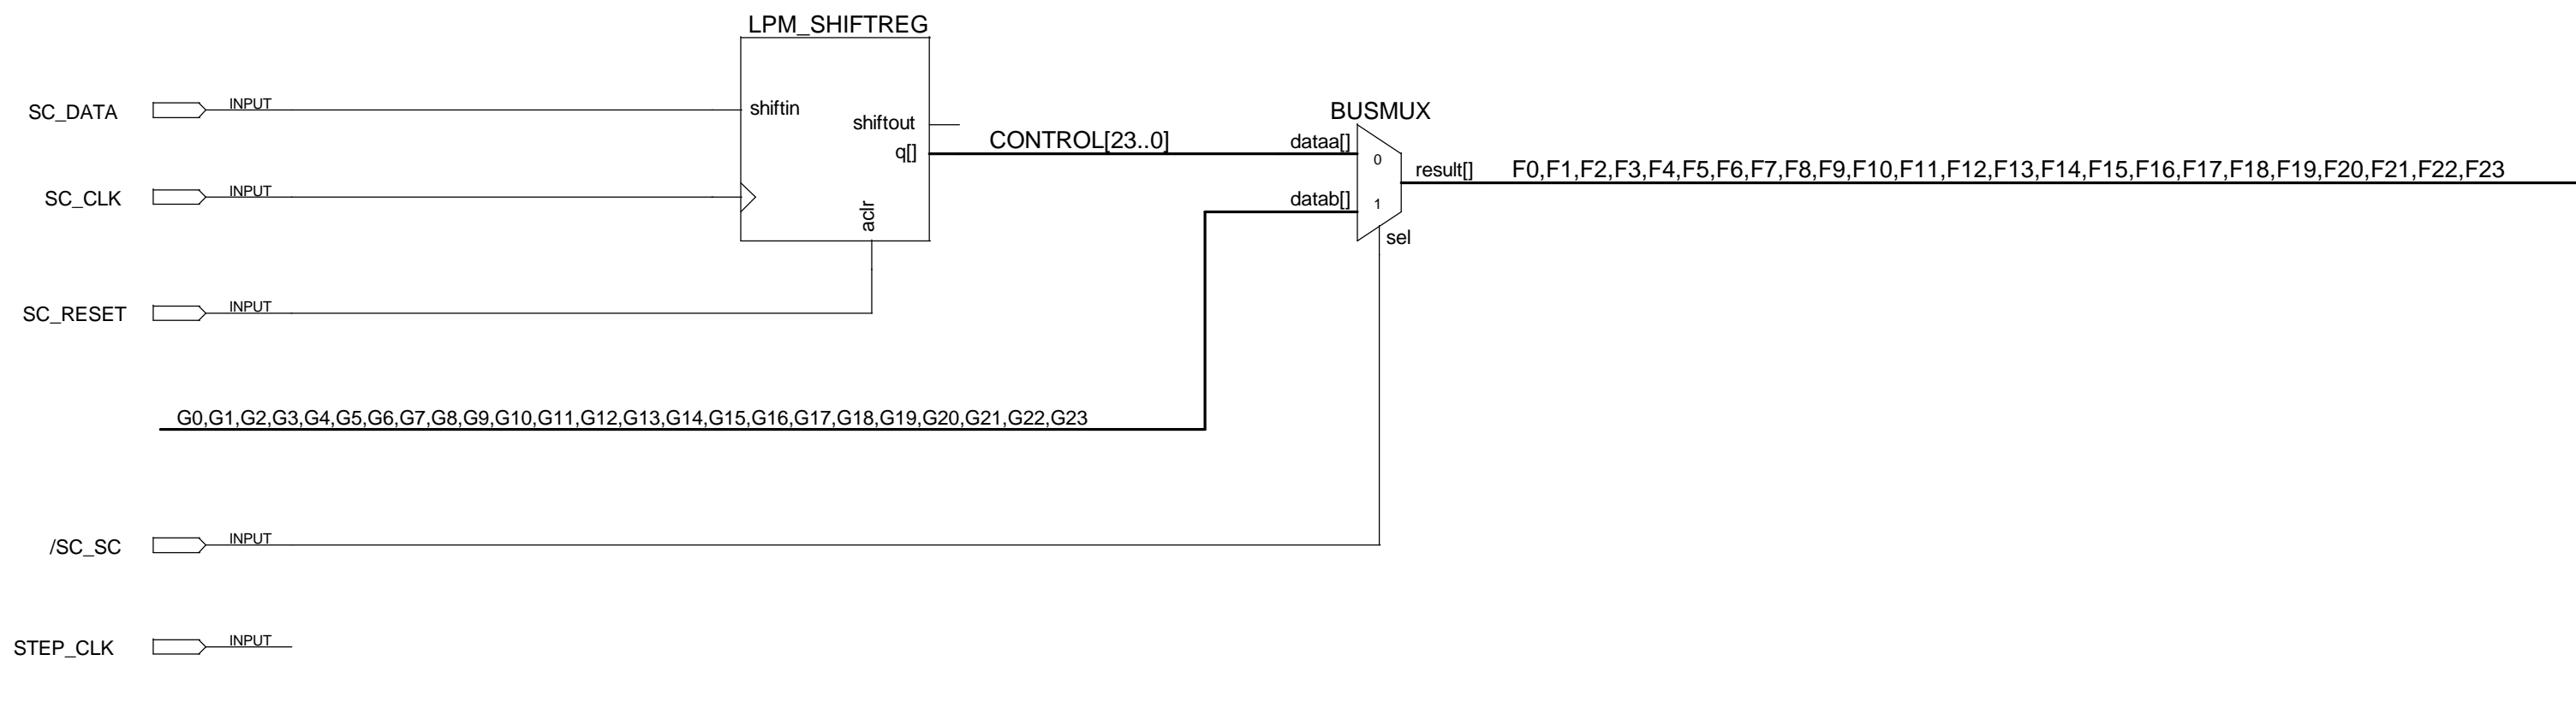 LPM_SHIFTREG
SC_DATA INPUT shiftin
BUSMUX
shiftout
CONTROL[23..0] dataa[]
q[] 0
result[] F0,F1,F2,F3,F4,F5,F6,F7,F8,F9,F10,F11,F12,F13,F14,F15,F16,F17,F18,F19,F20,F21,F22,F23
SC_CLK INPUT
datab[] 1
aclr
sel
SC_RESET INPUT
G0,G1,G2,G3,G4,G5,G6,G7,G8,G9,G10,G11,G12,G13,G14,G15,G16,G17,G18,G19,G20,G21,G22,G23
/SC_SC INPUT
STEP_CLK INPUT